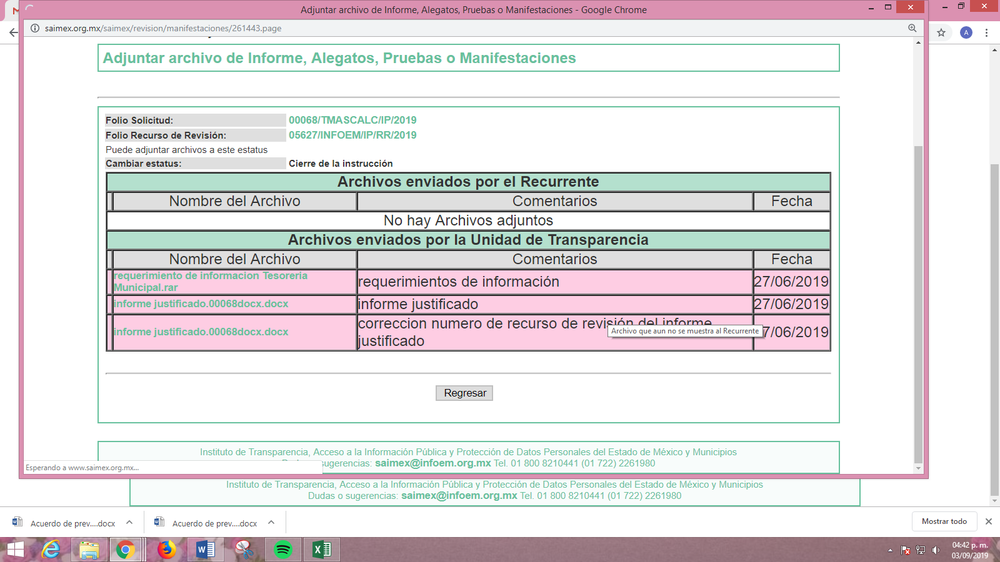 Adjuntar archivo de Informe, Alegatos, Pruebas o Manifestaciones - Google Chrome
saimex.org.mx/saimex/revision/manifestaciones/261443.page
A
Adjuntar archivo de Informe, Alegatos, Pruebas o Manifestaciones
Folio Solicitud: 00068/TMASCALC/IP/2019
Folio Recurso de Revisión: 05627/INFOEM/IP/RR/2019
Puede adjuntar archivos a este estatus
Cambiar estatus: Cierre de la instrucción
Archivos enviados por el Recurrente
Nombre del Archivo Comentarios Fecha
No hay Archivos adjuntos
Archivos enviados por la Unidad de Transparencia
Nombre del Archivo Comentarios Fecha
requerimiento de informacion Tesoreria
Municipal.rar
requerimientos de información 27/06/2019
informe justificado.00068docx.docx informe justificado 27/06/2019
informe justificado.00068docx.docx
correccion numero de recurso de revisión del informe
justificado
7/06/2019
Archivo que aun no se muestra al Recurrente
Regresar
Instituto de Transparencia, Acceso a la Información Pública y Protección de Datos Personales del Estado de México y Municipios
sugerencias: saimex@infoem.org.mx Tel. 01 800 8210441 (01 722) 2261980
Esperando a www.saimex.org.mx...
Instituto de Transparencia, Acceso a la Información Pública y Protección de Datos Personales del Estado de México y Municipios
Dudas o sugerencias: saimex@infoem.org.mx Tel. 01 800 8210441 (01 722) 2261980
Acuerdo de prev....docx
Acuerdo de prev....docx
Mostrar todo
04:42 p. m.
03/09/2019